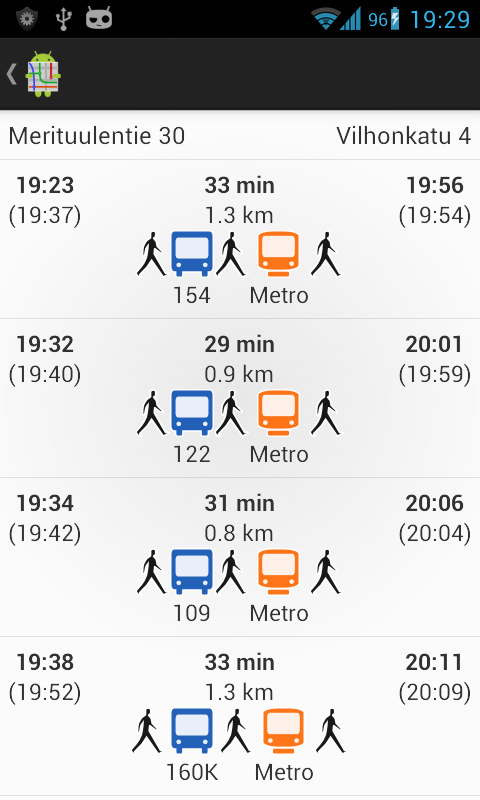 96 19:29
Merituulentie 30 Vilhonkatu 4
19:23 33 min 19:56
(19:37) 1.3 km (19:54)
154 Metro
19:32 29 min 20:01
(19:40) 0.9 km (19:59)
122 Metro
19:34 31 min 20:06
(19:42) 0.8 km (20:04)
109 Metro
19:38 33 min 20:11
(19:52) 1.3 km (20:09)
160K Metro